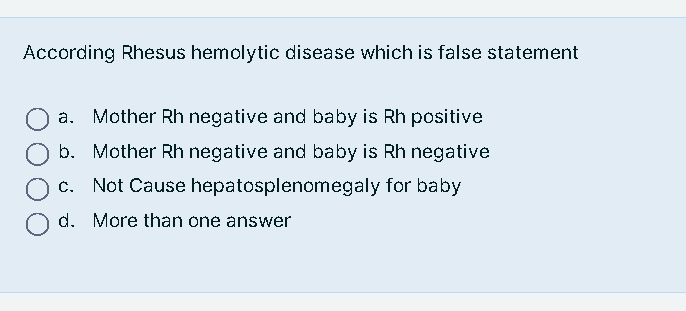 According Rhesus hemolytic disease which is false statement
a. Mother Rh negative and baby is Rh positive
b. Mother Rh negative and baby is Rh negative
c. Not Cause hepatosplenomegaly for baby
d. More than one answer